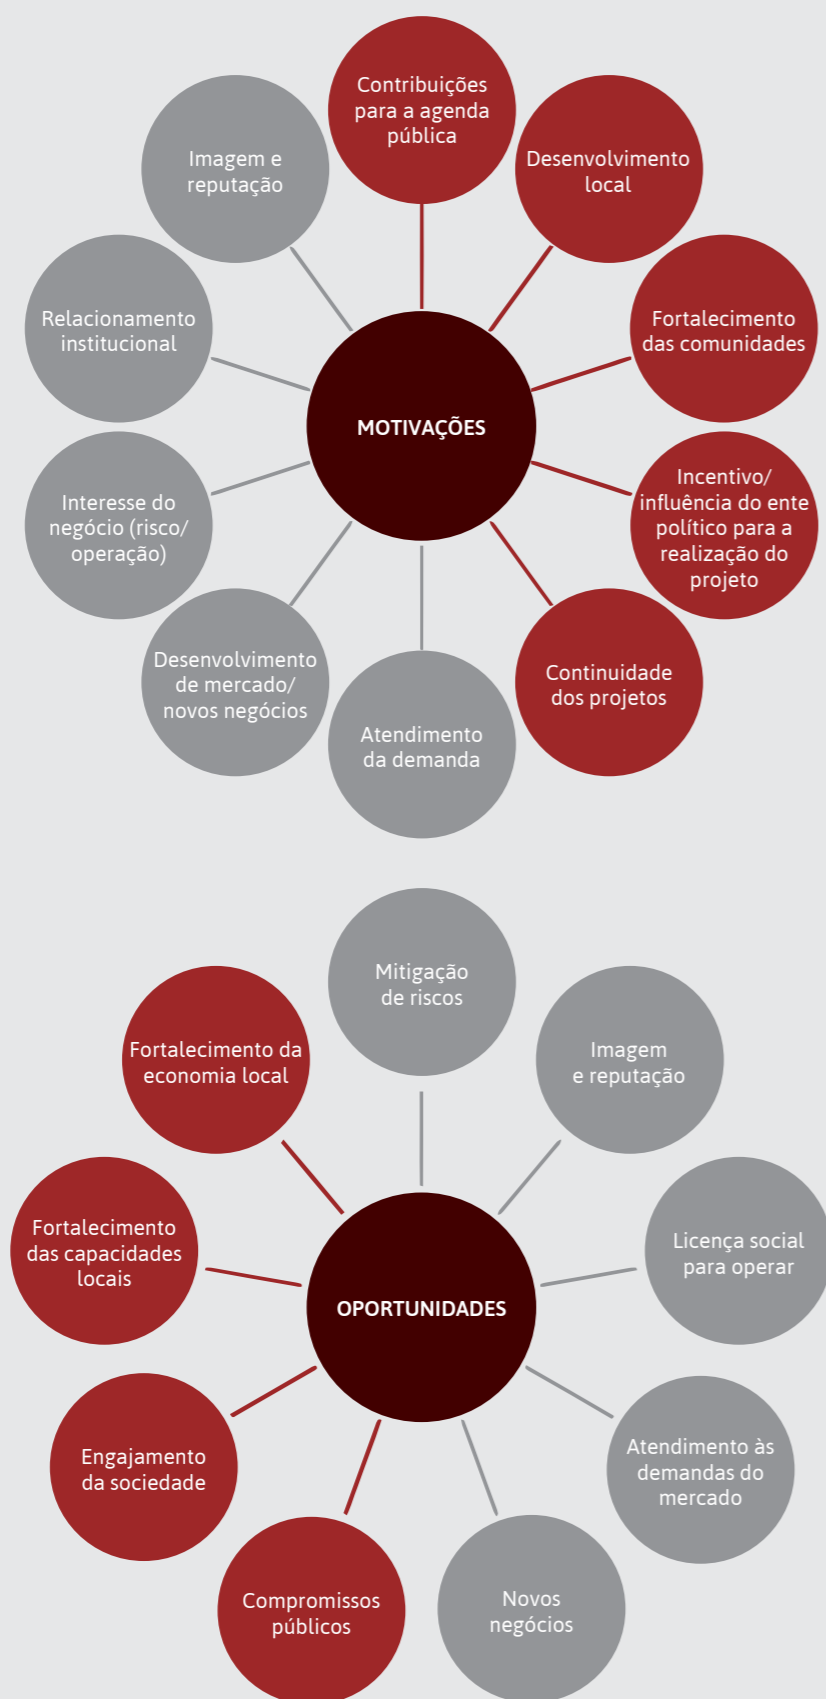 Contribuições
para a agenda
pública
Desenvolvimento
local
Fortalecimento
das comunidades
Incentivo/
influência do ente
político para a
realização do
projeto
Continuidade
dos projetos
Atendimento
da demanda
Desenvolvimento
de mercado/
novos negócios
Interesse do
negócio (risco/
operação)
Relacionamento
institucional
Imagem e
reputação
MOTIVAÇÕES
Mitigação
de riscos
Imagem
e reputação
Licença social
para operar
Atendimento às
demandas do
mercado
Novos
negócios
Compromissos
públicos
Engajamento
da sociedade
Fortalecimento
das capacidades
locais
Fortalecimento da
economia local
OPORTUNIDADES